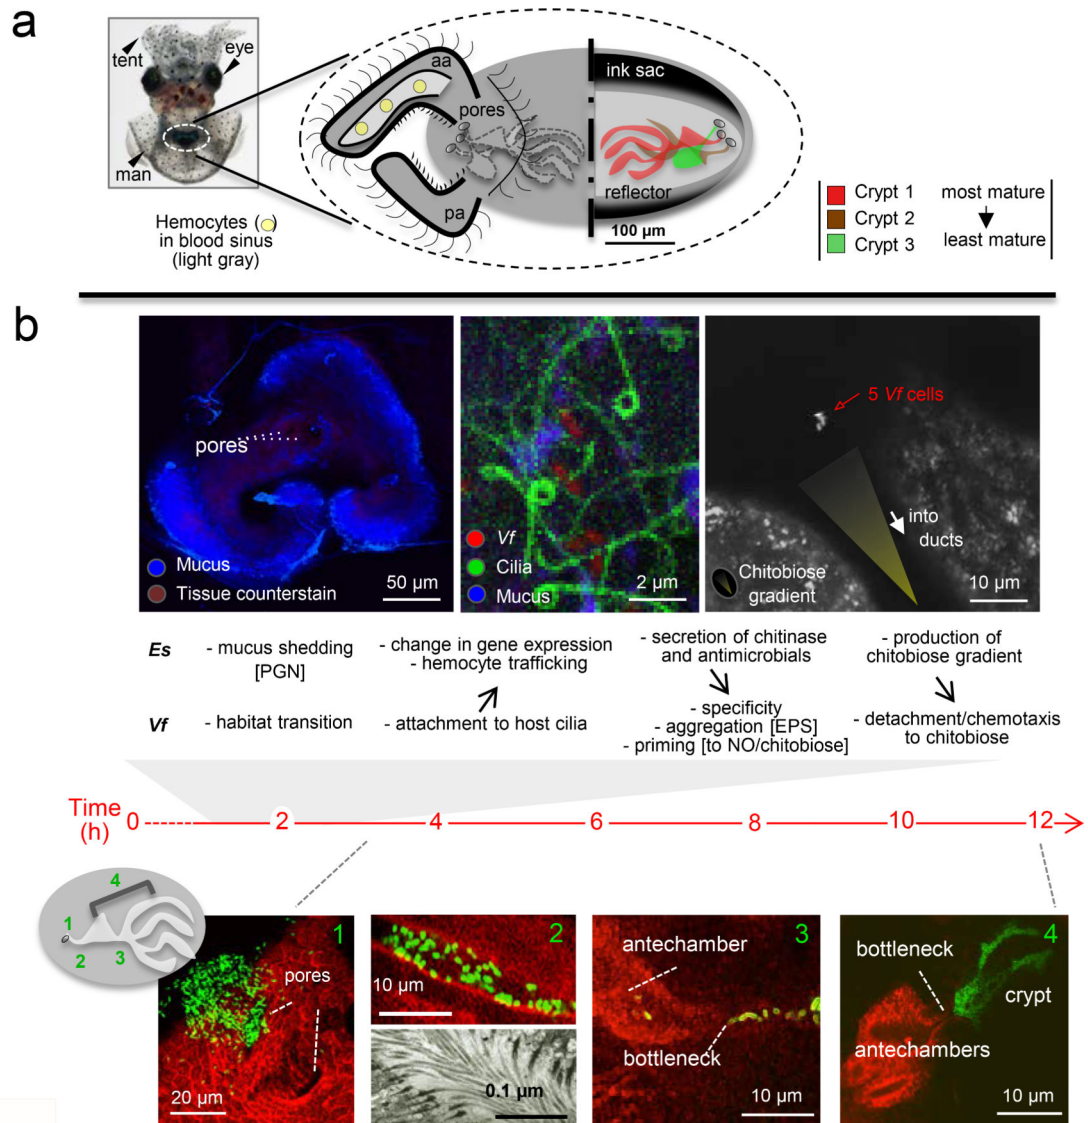 a
tent
eye
man
Hemocytes ( )
in blood sinus
(light gray)
aa
pores
pa
ink sac
reflector
100 µm
Crypt 1
most mature
Crypt 2
Crypt 3
least mature
b
pores
Mucus
Tissue counterstain
50 µm
Vf
Cilia
Mucus
2 µm
5 Vf cells
into
ducts
Chitobiose
gradient
10 µm
Es
- mucus shedding
[PGN]
- change in gene expression
- hemocyte trafficking
- secretion of chitinase
and antimicrobials
- production of
chitobiose gradient
Vf
- habitat transition
- attachment to host cilia
- specificity
- aggregation [EPS]
- priming [to NO/chitobiose]
- detachment/chemotaxis
to chitobiose
Time
(h)
0
2
4
6
8
10
12
4
1
2
3
1
pores
20 µm
2
10 µm
0.1 µm
3
antechamber
bottleneck
10 µm
4
bottleneck
crypt
antechambers
10 µm